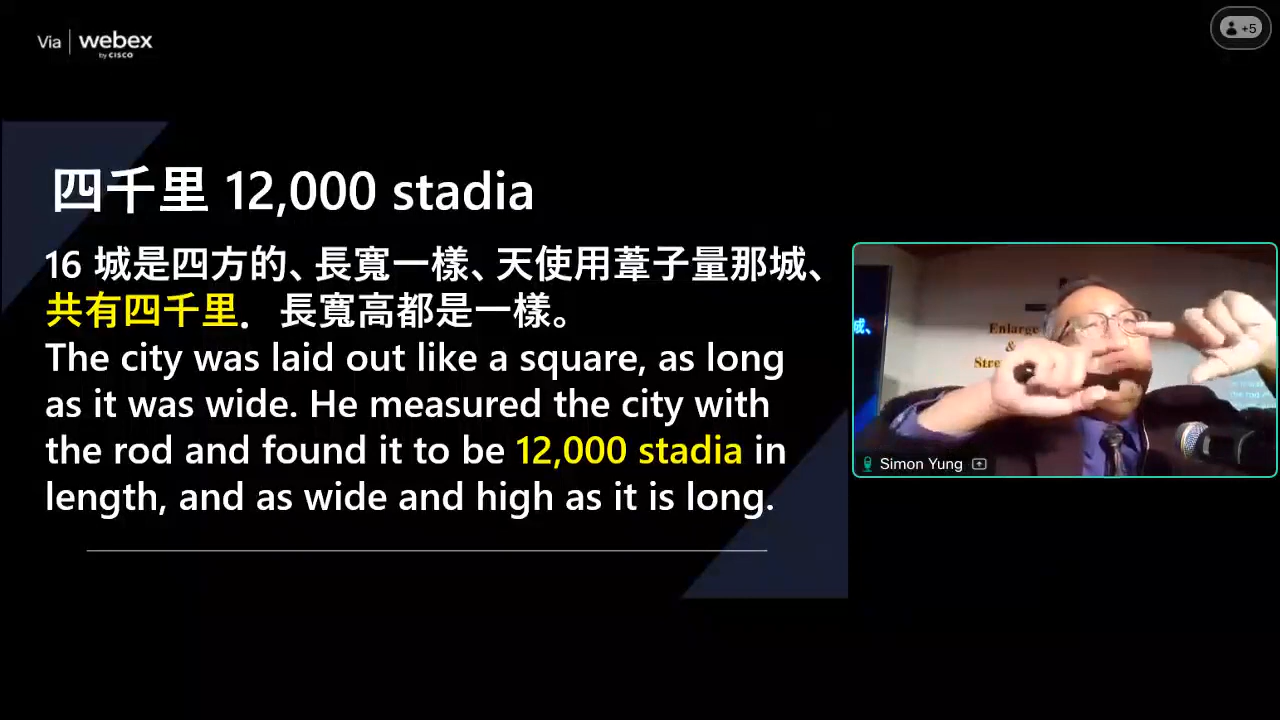 Via | webex
by CISCO
+5
四千里 12,000 stadia
16 城是四方的、長寬一樣、天使用葦子量那城、
共有四千里. 長寬高都是一樣。
The city was laid out like a square, as long
as it was wide. He measured the city with
the rod and found it to be 12,000 stadia in
length, and as wide and high as it is long.
城、
Enlarge
&
Stre
Simon Yung